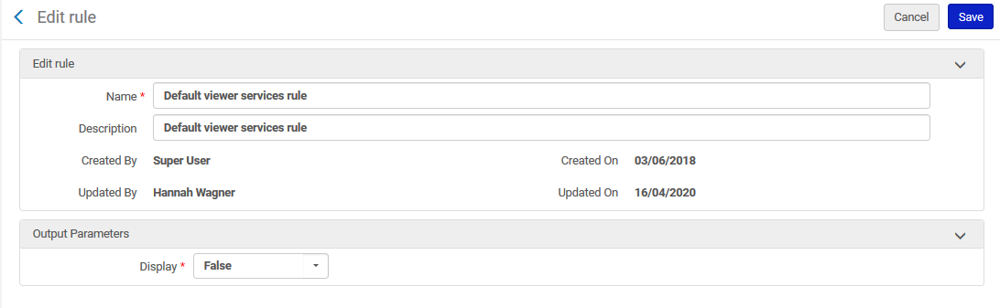 Edit rule
Cancel
Save
Edit rule
Name *
Default viewer services rule
Description
Default viewer services rule
Created By Super User Created On 03/06/2018
Updated By Hannah Wagner Updated On 16/04/2020
Output Parameters
Display * False